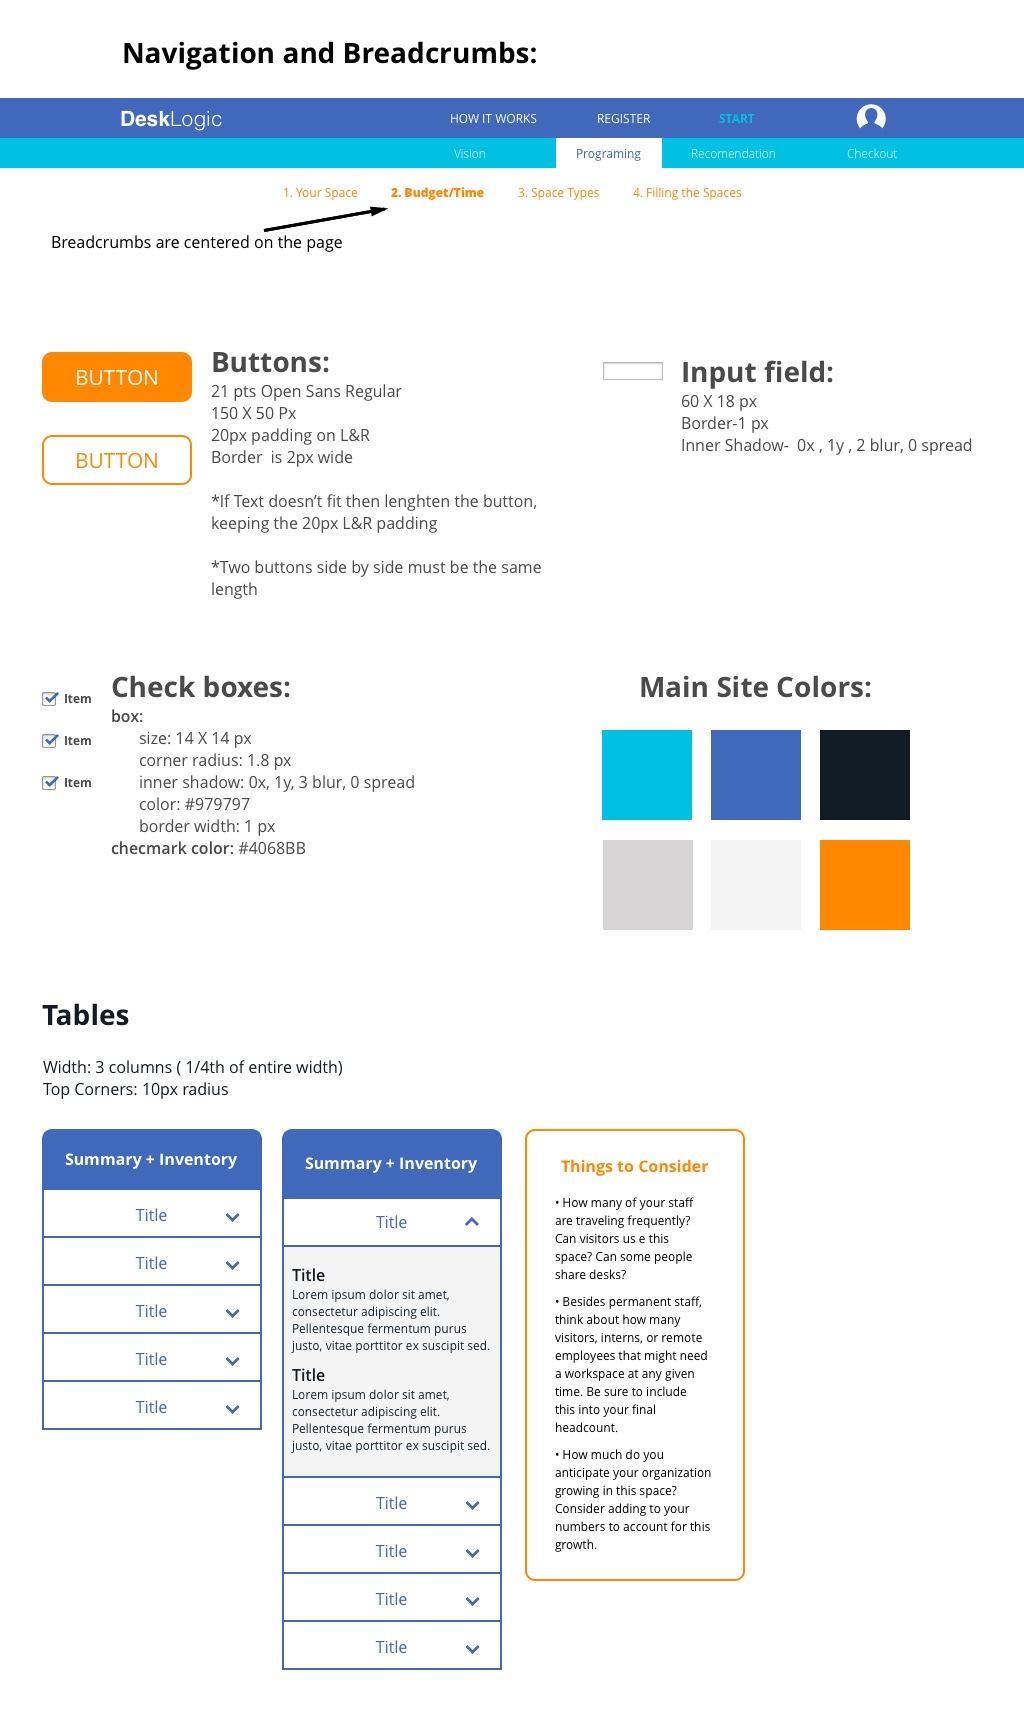 Navigation and Breadcrumbs:
DeskLogic
HOW IT WORKS
REGISTER
START
Vision
Programing
Recomendation
Checkout
1. Your Space
2. Budget/Time
3. Space Types
4. Filling the Spaces
Breadcrumbs are centered on the page
BUTTON
BUTTON
Buttons:
21 pts Open Sans Regular
150 X 50 Px
20px padding on L&R
Border  is 2px wide
*If Text doesn’t fit then lenghten the button,
keeping the 20px L&R padding
*Two buttons side by side must be the same
length
Input field:
60 X 18 px
Border-1 px
Inner Shadow-  0x , 1y , 2 blur, 0 spread
Item
Item
Item
Check boxes:
box:
size: 14 X 14 px
corner radius: 1.8 px
inner shadow: 0x, 1y, 3 blur, 0 spread
color: #979797
border width: 1 px
checmark color: #4068BB
Main Site Colors:
Tables
Width: 3 columns ( 1/4th of entire width)
Top Corners: 10px radius
Summary + Inventory
Title
Title
Title
Title
Title
Summary + Inventory
Title
Title
Lorem ipsum dolor sit amet,
consectetur adipiscing elit.
Pellentesque fermentum purus
justo, vitae porttitor ex suscipit sed.
Title
Lorem ipsum dolor sit amet,
consectetur adipiscing elit.
Pellentesque fermentum purus
justo, vitae porttitor ex suscipit sed.
Title
Title
Title
Title
Things to Consider
• How many of your staff
are traveling frequently?
Can visitors us e this
space? Can some people
share desks?
• Besides permanent staff,
think about how many
visitors, interns, or remote
employees that might need
a workspace at any given
time. Be sure to include
this into your final
headcount.
• How much do you
anticipate your organization
growing in this space?
Consider adding to your
numbers to account for this
growth.